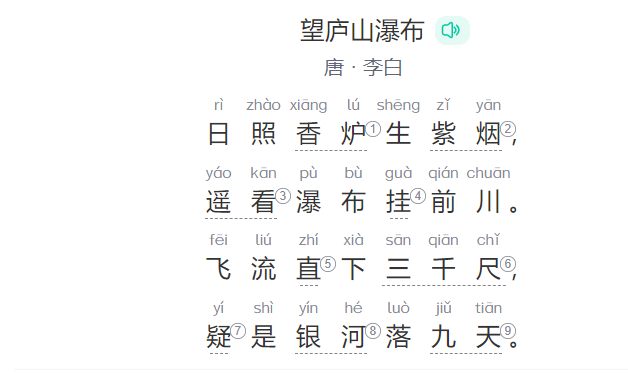 望庐山瀑布
唐·李白
rì zhào xiāng lú shēng zǐ yān
日照香炉①生紫烟②,
yáo kān pù bù guà qián chuān
遥看③瀑布挂④前川。
fēi liú zhí xià sān qiān chǐ
飞流直⑤下三千尺⑥,
yí shì yín hé luò jiǔ tiān
疑⑦是银河⑧落九天⑨。